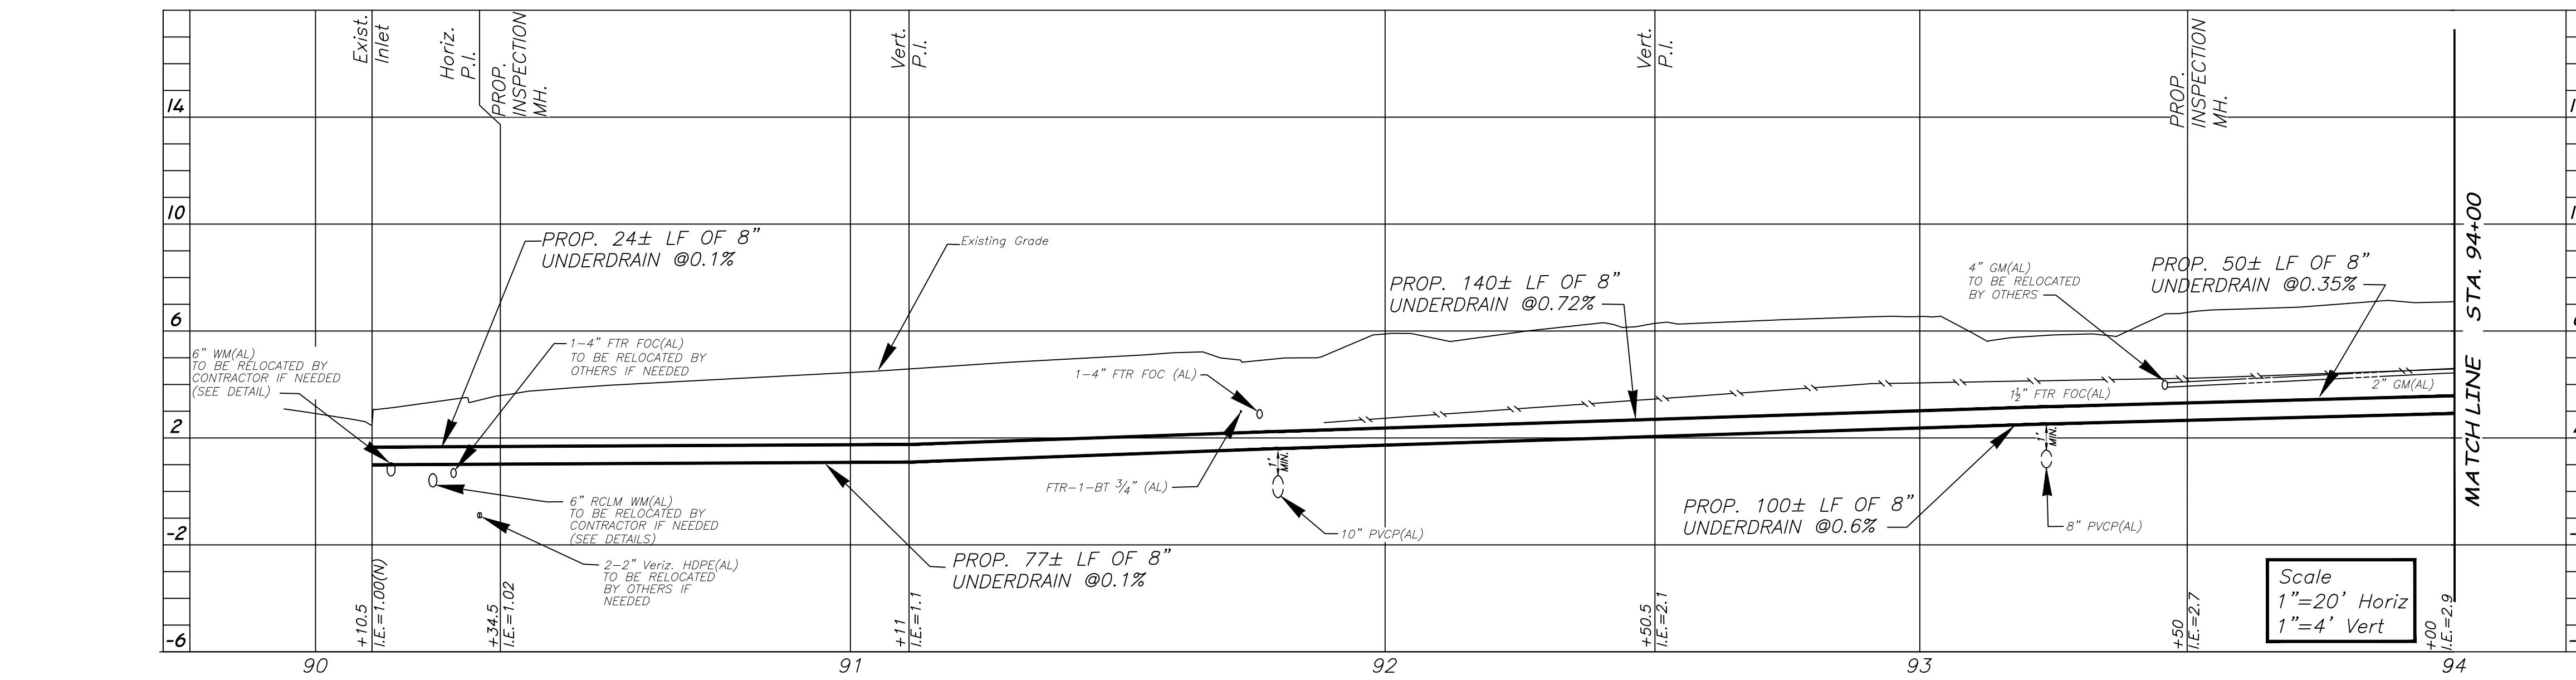 Exist.
Inlet
Horiz.
P.I.
PROP.
INSPECTION
MH.
Vert.
P.I.
Vert.
P.I.
PROP.
INSPECTION
MH.
14
10
6
2
-2
-6
PROP. 24± LF OF 8"
UNDERDRAIN @0.1%
Existing Grade
PROP. 140± LF OF 8"
UNDERDRAIN @0.72%
4" GM(AL)
TO BE RELOCATED
BY OTHERS
PROP. 50± LF OF 8"
UNDERDRAIN @0.35%
MATCH LINE STA. 94+00
6" WM(AL)
TO BE RELOCATED BY
CONTRACTOR IF NEEDED
(SEE DETAIL)
1-4" FTR FOC(AL)
TO BE RELOCATED BY
OTHERS IF NEEDED
1-4" FTR FOC (AL)
1½" FTR FOC(AL)
2" GM(AL)
1'
MIN.
1'
MIN.
FTR-1-BT ¾" (AL)
6" RCLM WM(AL)
TO BE RELOCATED BY
CONTRACTOR IF NEEDED
(SEE DETAILS)
10" PVCP(AL)
PROP. 100± LF OF 8"
UNDERDRAIN @0.6%
8" PVCP(AL)
2-2" Veriz. HDPE(AL)
TO BE RELOCATED
BY OTHERS IF
NEEDED
PROP. 77± LF OF 8"
UNDERDRAIN @0.1%
Scale
1"=20' Horiz
1"=4' Vert
+10.5
I.E.=1.00(N)
+34.5
I.E.=1.02
+11
I.E.=1.1
+50.5
I.E.=2.1
+50
I.E.=2.7
+00
I.E.=2.9
90
91
92
93
94